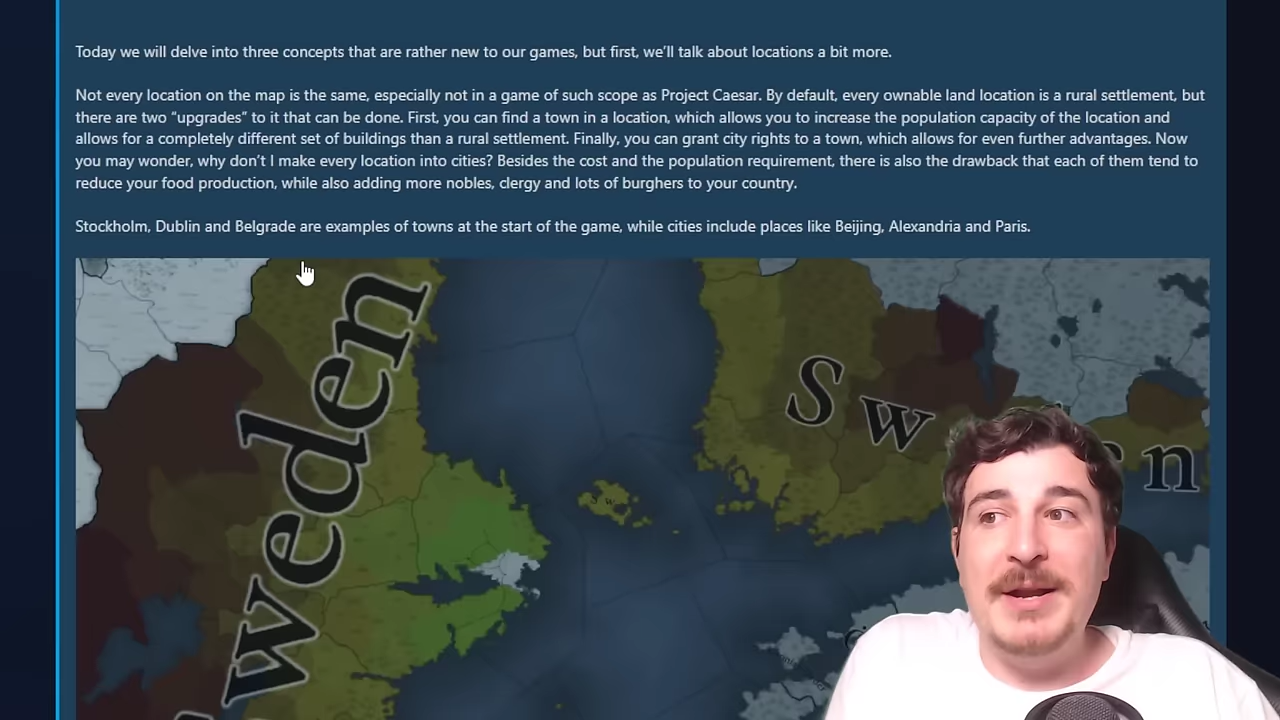 Today we will delve into three concepts that are rather new to our games, but first, we'll talk about locations a bit more.
Not every location on the map is the same, especially not in a game of such scope as Project Caesar. By default, every ownable land location is a rural settlement, but
there are two “upgrades” to it that can be done. First, you can find a town in a location, which allows you to increase the population capacity of the location and
allows for a completely different set of buildings than a rural settlement. Finally, you can grant city rights to a town, which allows for even further advantages. Now
you may wonder, why don't I make every location into cities? Besides the cost and the population requirement, there is also the drawback that each of them tend to
reduce your food production, while also adding more nobles, clergy and lots of burghers to your country.
Stockholm, Dublin and Belgrade are examples of towns at the start of the game, while cities include places like Beijing, Alexandria and Paris.
Sweden
Sw
n